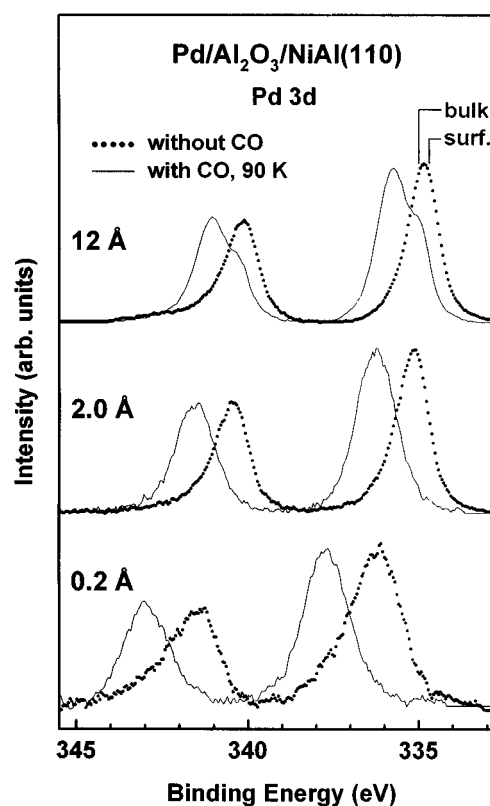 Pd/Al₂O₃/NiAl(110)
Pd 3d
bulk
surf.
without CO
with CO, 90 K
12 Å
2.0 Å
0.2 Å
Intensity (arb. units)
345
340
335
Binding Energy (eV)